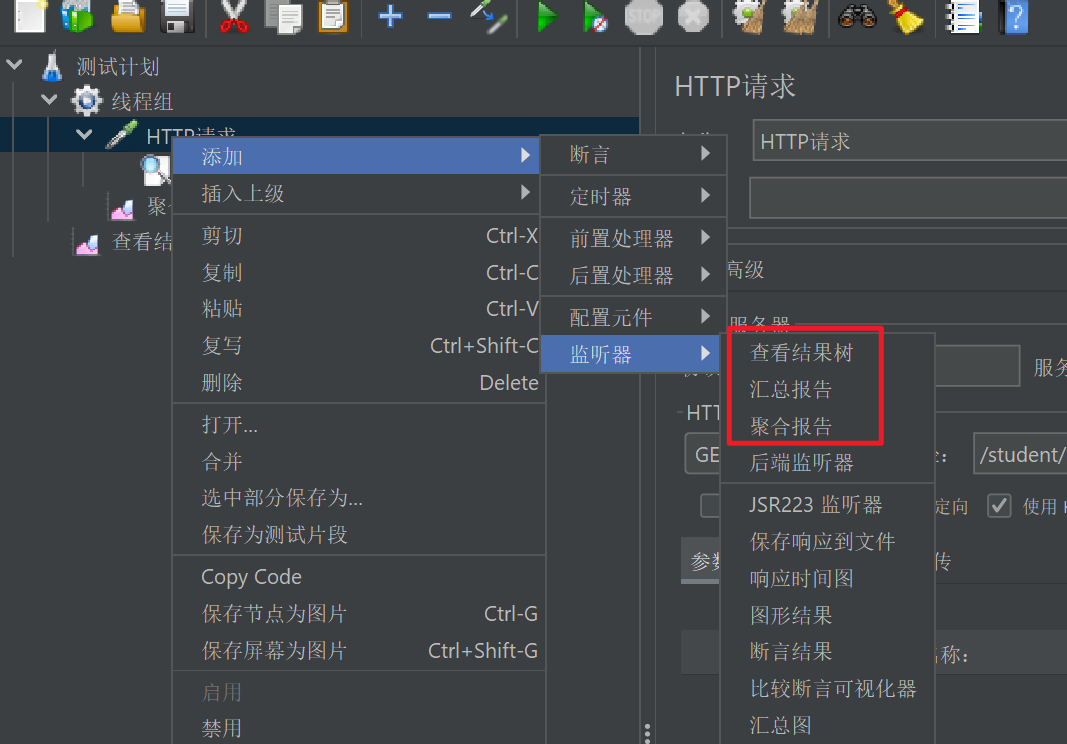 STOP
测试计划
线程组
HTTP请求
聚
查看结
添加
插入上级
剪切 Ctrl-X
复制 Ctrl-C
粘贴 Ctrl-V
复写 Ctrl+Shift-C
删除 Delete
打开...
合并
选中部分保存为...
保存为测试片段
Copy Code
保存节点为图片 Ctrl-G
保存屏幕为图片 Ctrl+Shift-G
启用
禁用
断言
定时器
前置处理器
后置处理器
配置元件
监听器
查看结果树
汇总报告
聚合报告
后端监听器
JSR223 监听器
保存响应到文件
响应时间图
图形结果
断言结果
比较断言可视化器
汇总图
HTTP请求
HTTP请求
高级
服务器
服务
HTT
GE
/student/
定向
使用
参数
传
名称: